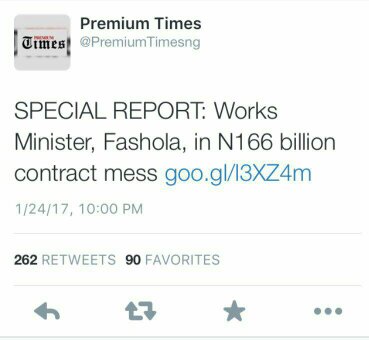 PREMIUM
Times
Premium Times
@PremiumTimesng
SPECIAL REPORT: Works
Minister, Fashola, in N166 billion
contract mess goo.gl/l3XZ4m
1/24/17, 10:00 PM
262 RETWEETS 90 FAVORITES